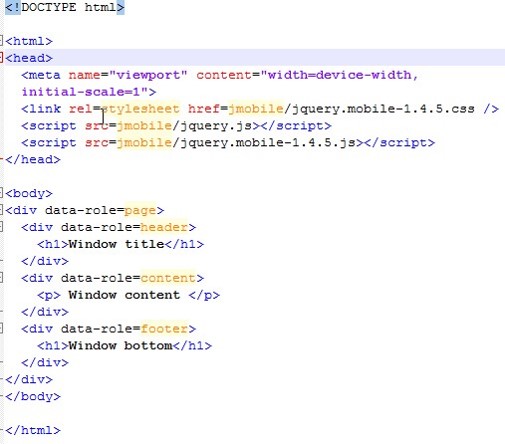 <!DOCTYPE html>
<html>
<head>
<meta name="viewport" content="width=device-width,
initial-scale=1">
<link rel=stylesheet href=jmobile/jquery.mobile-1.4.5.css />
<script src=jmobile/jquery.js></script>
<script src=jmobile/jquery.mobile-1.4.5.js></script>
</head>
<body>
<div data-role=page>
<div data-role=header>
<h1>Window title</h1>
</div>
<div data-role=content>
<p> Window content </p>
</div>
<div data-role=footer>
<h1>Window bottom</h1>
</div>
</div>
</body>
</html>